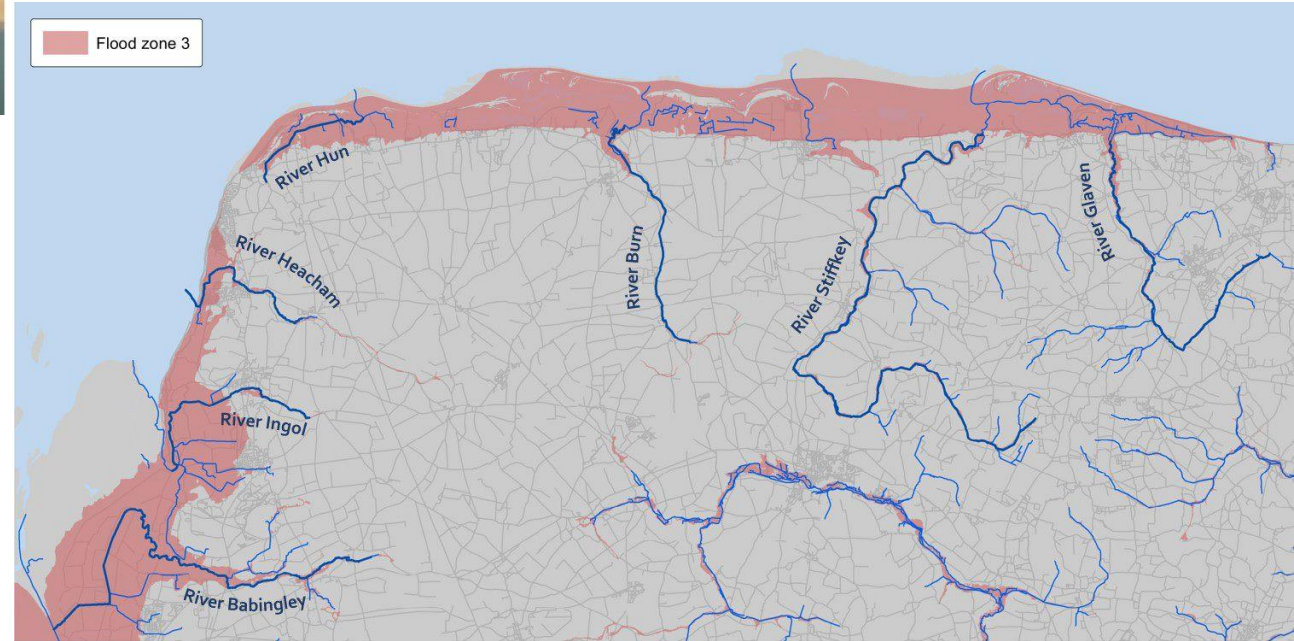 Flood zone 3
River Hun
River Heacham
River Burn
River Stiffkey
River Glaven
River Ingol
River Babingley